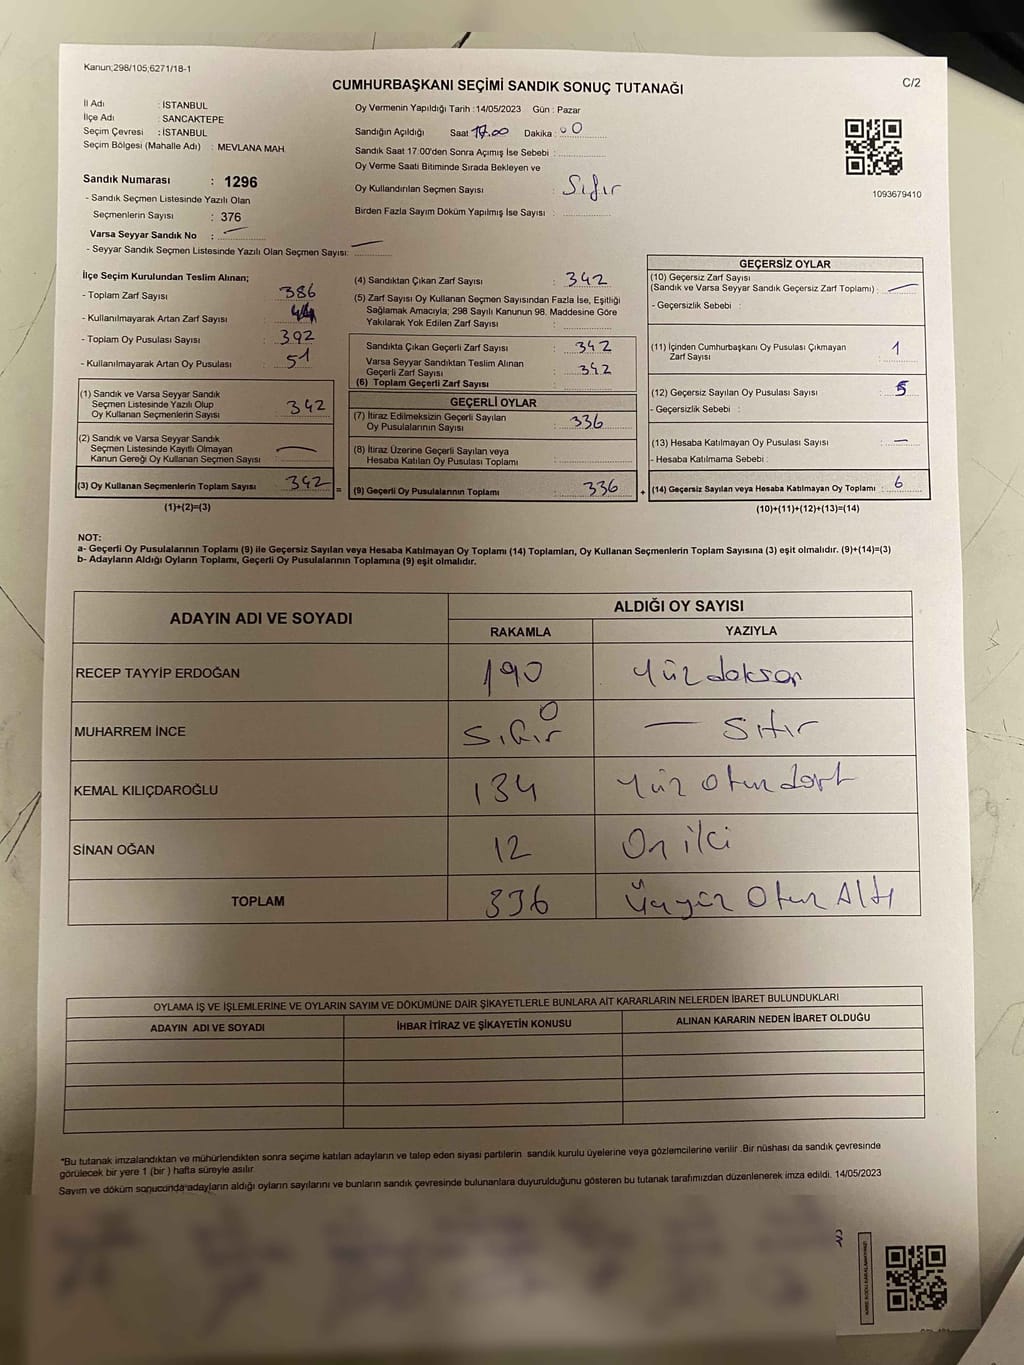 Kanun;298/105;6271/18-1
CUMHURBAŞKANI SEÇİMİ SANDIK SONUÇ TUTANAĞI
C/2
İl Adı : İSTANBUL
İlçe Adı : SANCAKTEPE
Seçim Çevresi : İSTANBUL
Seçim Bölgesi (Mahalle Adı) : MEVLANA MAH.
Sandık Numarası : 1296
- Sandık Seçmen Listesinde Yazılı Olan
Seçmenlerin Sayısı : 376
Varsa Seyyar Sandık No : —
- Seyyar Sandık Seçmen Listesinde Yazılı Olan Seçmen Sayısı: —
Oy Vermenin Yapıldığı Tarih : 14/05/2023 Gün : Pazar
Sandığın Açıldığı Saat 17.00 Dakika : 00
Sandık Saat 17:00'den Sonra Açımış İse Sebebi :
Oy Verme Saati Bitiminde Sırada Bekleyen ve
Oy Kullandırılan Seçmen Sayısı : Sıfır
Birden Fazla Sayım Döküm Yapılmış İse Sayısı :
1093679410
İlçe Seçim Kurulundan Teslim Alınan;
- Toplam Zarf Sayısı : 386
- Kullanılmayarak Artan Zarf Sayısı : 44
- Toplam Oy Pusulası Sayısı : 392
- Kullanılmayarak Artan Oy Pusulası : 51
(1) Sandık ve Varsa Seyyar Sandık
Seçmen Listesinde Yazılı Olup
Oy Kullanan Seçmenlerin Sayısı : 342
(2) Sandık ve Varsa Seyyar Sandık
Seçmen Listesinde Kayıtlı Olmayan
Kanun Gereği Oy Kullanan Seçmen Sayısı : —
(3) Oy Kullanan Seçmenlerin Toplam Sayısı : 342
(1)+(2)=(3)
(4) Sandıktan Çıkan Zarf Sayısı : 342
(5) Zarf Sayısı Oy Kullanan Seçmen Sayısından Fazla İse, Eşitliği
Sağlamak Amacıyla; 298 Sayılı Kanunun 98. Maddesine Göre
Yakılarak Yok Edilen Zarf Sayısı :
Sandıkta Çıkan Geçerli Zarf Sayısı : 342
Varsa Seyyar Sandıktan Teslim Alınan
Geçerli Zarf Sayısı : 342
(6) Toplam Geçerli Zarf Sayısı
GEÇERLİ OYLAR
(7) İtiraz Edilmeksizin Geçerli Sayılan
Oy Pusulalarının Sayısı : 336
(8) İtiraz Üzerine Geçerli Sayılan veya
Hesaba Katılan Oy Pusulası Toplamı :
= (9) Geçerli Oy Pusulalarının Toplamı : 336
GEÇERSİZ OYLAR
(10) Geçersiz Zarf Sayısı
(Sandık ve Varsa Seyyar Sandık Geçersiz Zarf Toplamı) : —
- Geçersizlik Sebebi :
(11) İçinden Cumhurbaşkanı Oy Pusulası Çıkmayan
Zarf Sayısı : 1
(12) Geçersiz Sayılan Oy Pusulası Sayısı : 5
- Geçersizlik Sebebi :
(13) Hesaba Katılmayan Oy Pusulası Sayısı : —
- Hesaba Katılmama Sebebi :
+ (14) Geçersiz Sayılan veya Hesaba Katılmayan Oy Toplamı : 6
(10)+(11)+(12)+(13)=(14)
NOT:
a- Geçerli Oy Pusulalarının Toplamı (9) ile Geçersiz Sayılan veya Hesaba Katılmayan Oy Toplamı (14) Toplamları, Oy Kullanan Seçmenlerin Toplam Sayısına (3) eşit olmalıdır. (9)+(14)=(3)
b- Adayların Aldığı Oyların Toplamı, Geçerli Oy Pusulalarının Toplamına (9) eşit olmalıdır.
ADAYIN ADI VE SOYADI
ALDIĞI OY SAYISI
RAKAMLA YAZIYLA
RECEP TAYYİP ERDOĞAN 190 Yüzdoksan
MUHARREM İNCE Sıfır 0 — Sıfır
KEMAL KILIÇDAROĞLU 134 Yüz Otuz dört
SİNAN OĞAN 12 On iki
TOPLAM 336 Üçyüz Otuz Altı
OYLAMA İŞ VE İŞLEMLERİNE VE OYLARIN SAYIM VE DÖKÜMÜNE DAİR ŞİKAYETLERLE BUNLARA AİT KARARLARIN NELERDEN İBARET BULUNDUKLARI
ADAYIN ADI VE SOYADI İHBAR İTİRAZ VE ŞİKAYETİN KONUSU ALINAN KARARIN NEDEN İBARET OLDUĞU
*Bu tutanak imzalandıktan ve mühürlendikten sonra seçime katılan adayların ve talep eden siyasi partilerin sandık kurulu üyelerine veya gözlemcilerine verilir .Bir nüshası da sandık çevresinde
görülecek bir yere 1 (bir ) hafta süreyle asılır.
Sayım ve döküm sonucunda adayların aldığı oyların sayılarını ve bunların sandık çevresinde bulunanlara duyurulduğunu gösteren bu tutanak tarafımızdan düzenlenerek imza edildi. 14/05/2023